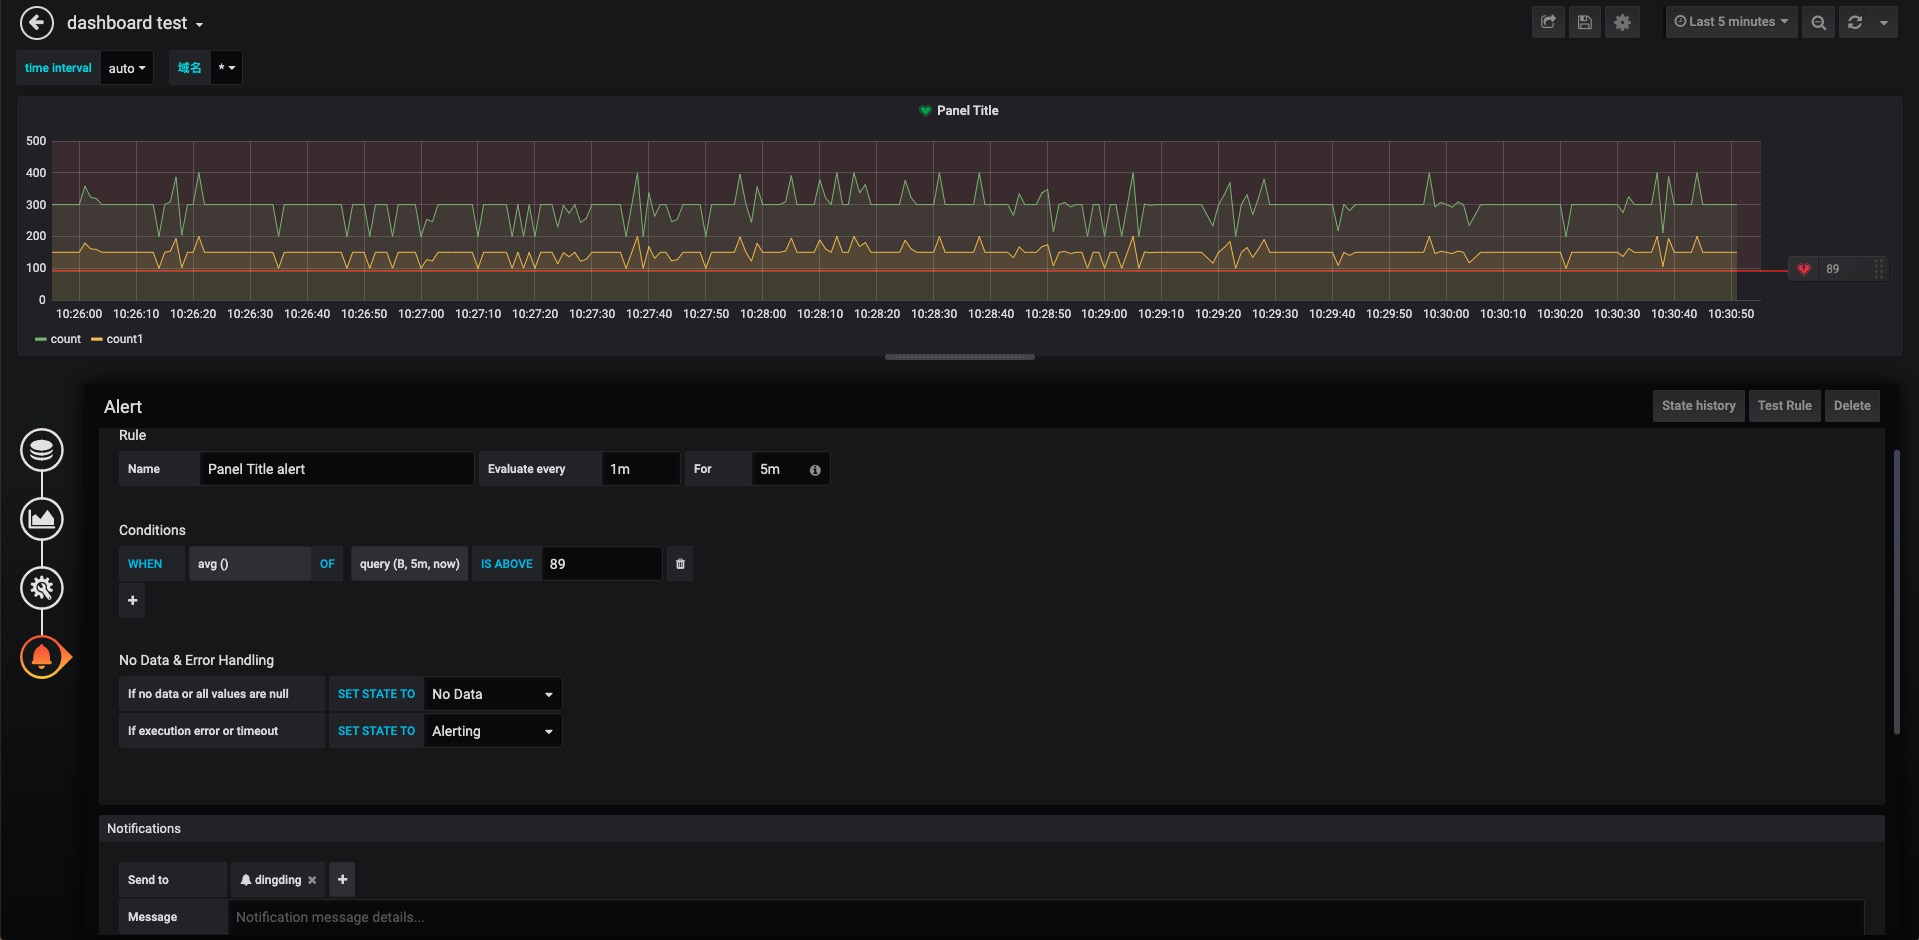 dashboard test
Last 5 minutes
time interval auto 域名 *
Panel Title
500
400
300
200
100
0
89
10:26:00 10:26:10 10:26:20 10:26:30 10:26:40 10:26:50 10:27:00 10:27:10 10:27:20 10:27:30 10:27:40 10:27:50 10:28:00 10:28:10 10:28:20 10:28:30 10:28:40 10:28:50 10:29:00 10:29:10 10:29:20 10:29:30 10:29:40 10:29:50 10:30:00 10:30:10 10:30:20 10:30:30 10:30:40 10:30:50
count count1
Alert
State history Test Rule Delete
Rule
Name Panel Title alert Evaluate every 1m For 5m
Conditions
WHEN avg () OF query (B, 5m, now) IS ABOVE 89
+
No Data & Error Handling
If no data or all values are null SET STATE TO No Data
If execution error or timeout SET STATE TO Alerting
Notifications
Send to dingding × +
Message Notification message details...